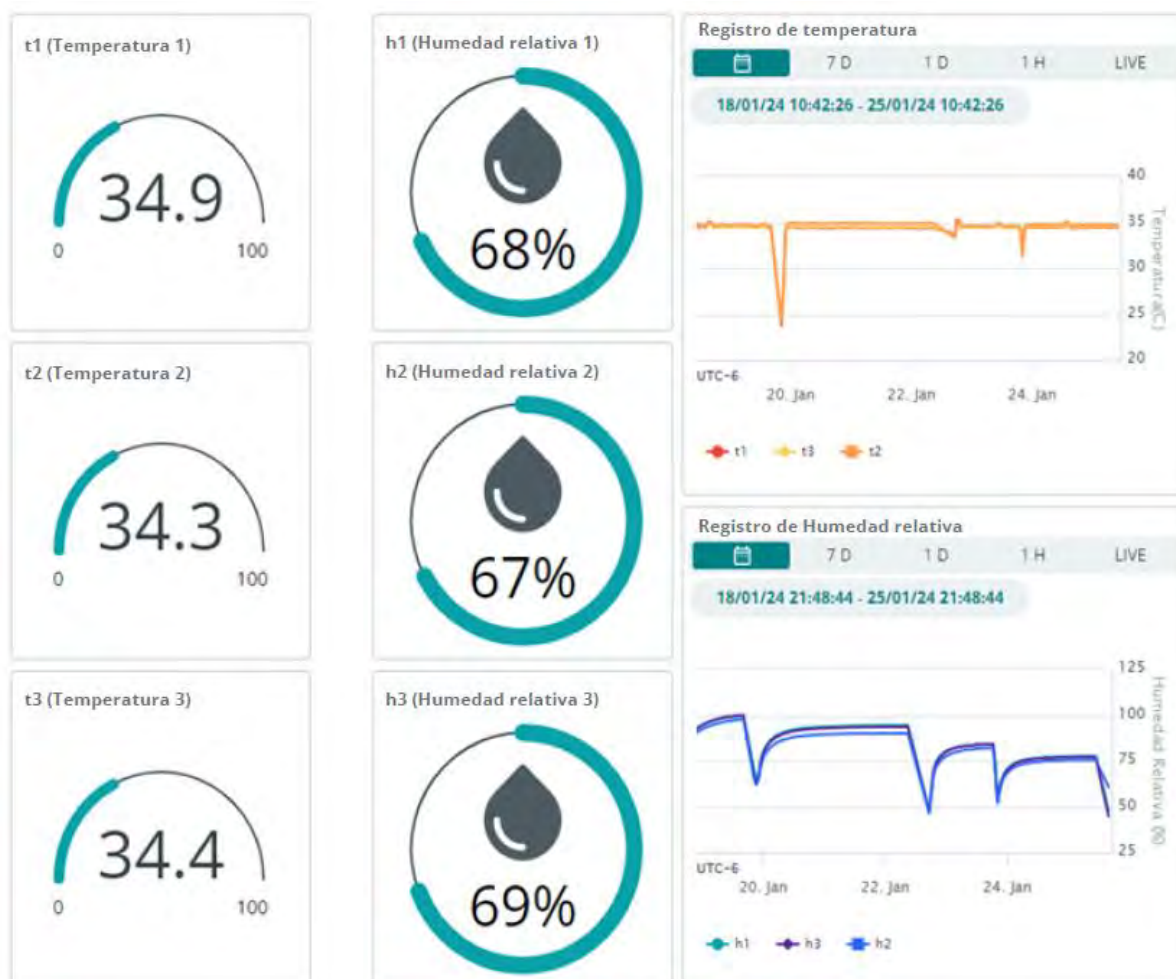 t1 (Temperatura 1)
34.9
0
100
t2 (Temperatura 2)
34.3
0
100
t3 (Temperatura 3)
34.4
0
100
h1 (Humedad relativa 1)
68%
h2 (Humedad relativa 2)
67%
h3 (Humedad relativa 3)
69%
Registro de temperatura
7 D 1 D 1 H LIVE
18/01/24 10:42:26 - 25/01/24 10:42:26
40
35
30
25
20
Temperatura(C)
UTC-6
20. Jan 22. Jan 24. Jan
t1 t3 t2
Registro de Humedad relativa
7 D 1 D 1 H LIVE
18/01/24 21:48:44 - 25/01/24 21:48:44
125
100
75
50
25
Humedad Relativa
UTC-6
20. Jan 22. Jan 24. Jan
h1 h3 h2